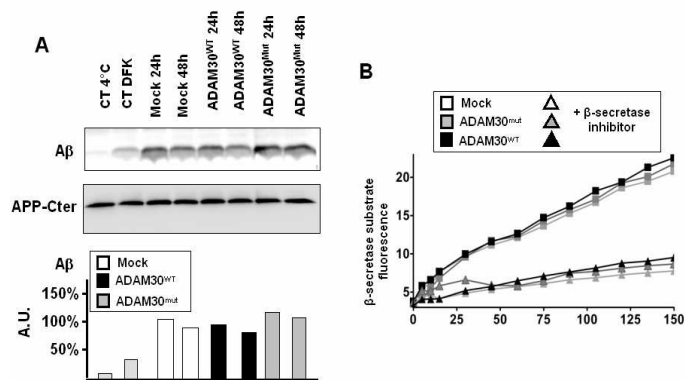 A
CT 4°C
CT DFK
Mock 24h
Mock 48h
ADAM30WT 24h
ADAM30WT 48h
ADAM30Mut 24h
ADAM30Mut 48h
Aβ
APP-Cter
Aβ
Mock
ADAM30WT
ADAM30mut
A.U.
150%
100%
50%
B
Mock
ADAM30mut
ADAM30WT
+ β-secretase
inhibitor
β-secretase substrate
fluorescence
20
15
10
5
0 25 50 75 100 125 150